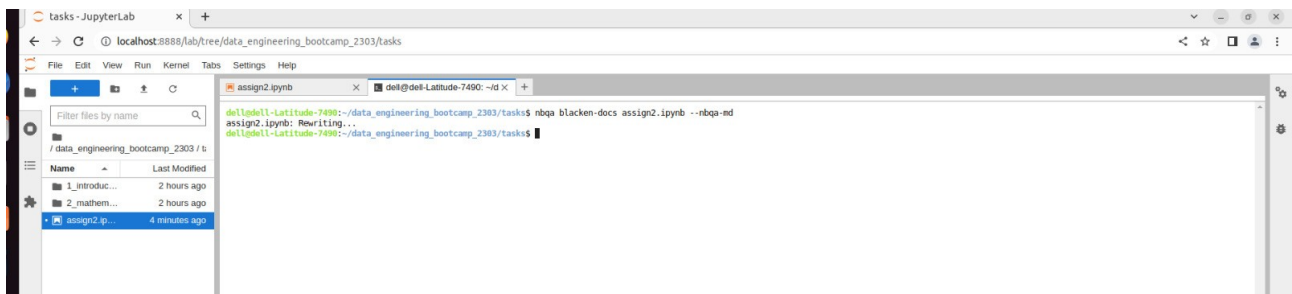 tasks - JupyterLab
localhost:8888/lab/tree/data_engineering_bootcamp_2303/tasks
File Edit View Run Kernel Tabs Settings Help
Filter files by name
/ data_engineering_bootcamp_2303 / ta
Name Last Modified
1_introduc... 2 hours ago
2_mathem... 2 hours ago
assign2.ip... 4 minutes ago
assign2.ipynb
dell@dell-Latitude-7490: ~/d
dell@dell-Latitude-7490:~/data_engineering_bootcamp_2303/tasks$ nbqa blacken-docs assign2.ipynb --nbqa-md
assign2.ipynb: Rewriting...
dell@dell-Latitude-7490:~/data_engineering_bootcamp_2303/tasks$